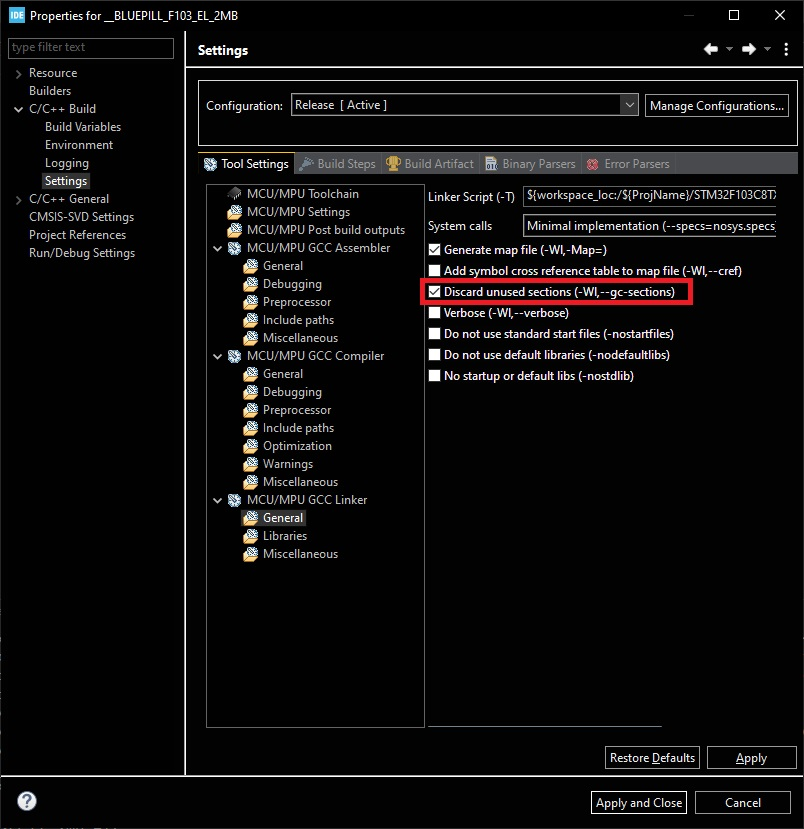 IDE Properties for __BLUEPILL_F103_EL_2MB
type filter text
Resource
Builders
C/C++ Build
Build Variables
Environment
Logging
Settings
C/C++ General
CMSIS-SVD Settings
Project References
Run/Debug Settings
Settings
Configuration: Release [ Active ] Manage Configurations...
Tool Settings Build Steps Build Artifact Binary Parsers Error Parsers
MCU/MPU Toolchain
MCU/MPU Settings
MCU/MPU Post build outputs
MCU/MPU GCC Assembler
General
Debugging
Preprocessor
Include paths
Miscellaneous
MCU/MPU GCC Compiler
General
Debugging
Preprocessor
Include paths
Optimization
Warnings
Miscellaneous
MCU/MPU GCC Linker
General
Libraries
Miscellaneous
Linker Script (-T) ${workspace_loc:/${ProjName}/STM32F103C8TX
System calls Minimal implementation (--specs=nosys.specs
Generate map file (-Wl,-Map=)
Add symbol cross reference table to map file (-Wl,--cref)
Discard unused sections (-Wl,--gc-sections)
Verbose (-Wl,--verbose)
Do not use standard start files (-nostartfiles)
Do not use default libraries (-nodefaultlibs)
No startup or default libs (-nostdlib)
Restore Defaults Apply
? Apply and Close Cancel